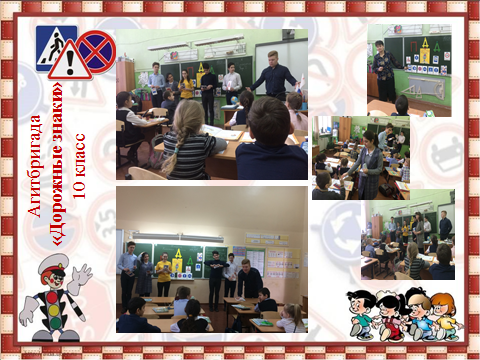 Агитбригада
«Дорожные знаки»
10 класс